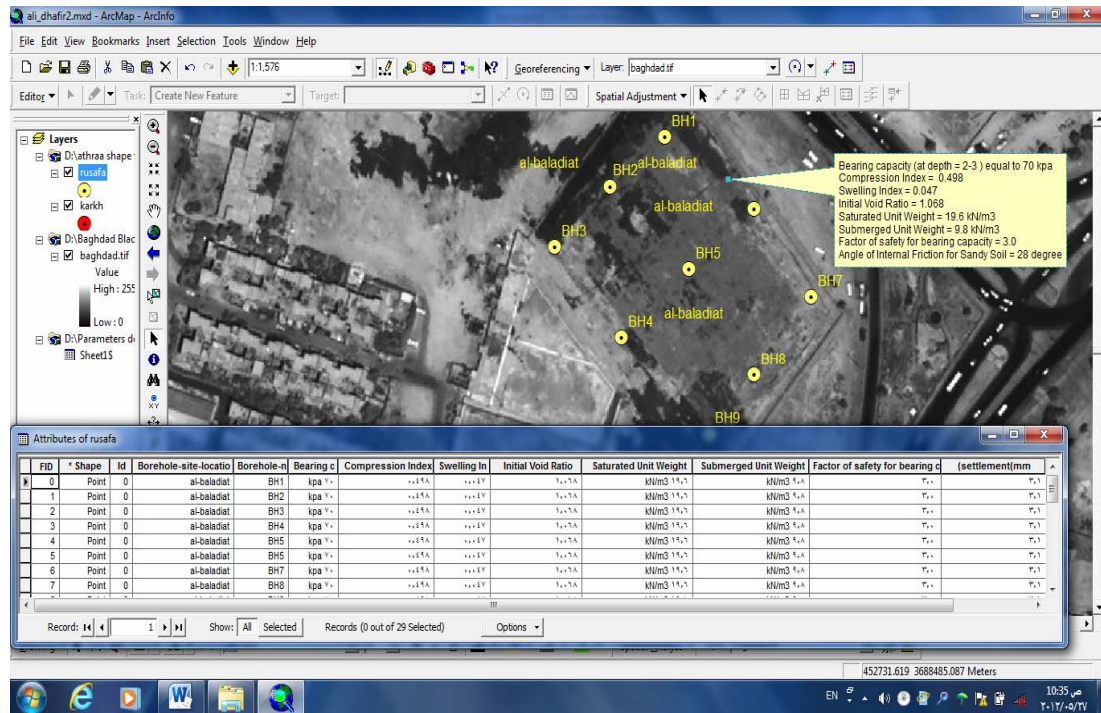 ali_dhafir2.mxd - ArcMap - ArcInfo
File Edit View Bookmarks Insert Selection Tools Window Help
1:1,576 Georeferencing Layer: baghdad.tif
Editor Task: Create New Feature Target: Spatial Adjustment
Layers
D:\athraa shape
rusafa
karkh
D:\Baghdad Blac
baghdad.tif
Value
High : 255
Low : 0
D:\Parameters
Sheet1$
BH1
al-baladiat
BH2 al-baladiat
al-baladiat
BH3
BH5
BH7
al-baladiat
BH4
BH8
BH9
Bearing capacity (at depth = 2-3 ) equal to 70 kpa
Compression Index = 0.498
Swelling Index = 0.047
Initial Void Ratio = 1.068
Saturated Unit Weight = 19.6 kN/m3
Submerged Unit Weight = 9.8 kN/m3
Factor of safety for bearing capacity = 3.0
Angle of Internal Friction for Sandy Soil = 28 degree
Attributes of rusafa
FID * Shape Id Borehole-site-locatio Borehole-n Bearing c Compression Index Swelling In Initial Void Ratio Saturated Unit Weight Submerged Unit Weight Factor of safety for bearing c (settlement(mm
0 Point 0 al-baladiat BH1 kpa ٧٠ ٠,٤٩٨ ٠,٠٤٧ ١,٠٦٨ kN/m3 ١٩,٦ kN/m3 ٩,٨ ٣,٠ ٣,١
1 Point 0 al-baladiat BH2 kpa ٧٠ ٠,٤٩٨ ٠,٠٤٧ ١,٠٦٨ kN/m3 ١٩,٦ kN/m3 ٩,٨ ٣,٠ ٣,١
2 Point 0 al-baladiat BH3 kpa ٧٠ ٠,٤٩٨ ٠,٠٤٧ ١,٠٦٨ kN/m3 ١٩,٦ kN/m3 ٩,٨ ٣,٠ ٣,١
3 Point 0 al-baladiat BH4 kpa ٧٠ ٠,٤٩٨ ٠,٠٤٧ ١,٠٦٨ kN/m3 ١٩,٦ kN/m3 ٩,٨ ٣,٠ ٣,١
4 Point 0 al-baladiat BH5 kpa ٧٠ ٠,٤٩٨ ٠,٠٤٧ ١,٠٦٨ kN/m3 ١٩,٦ kN/m3 ٩,٨ ٣,٠ ٣,١
5 Point 0 al-baladiat BH5 kpa ٧٠ ٠,٤٩٨ ٠,٠٤٧ ١,٠٦٨ kN/m3 ١٩,٦ kN/m3 ٩,٨ ٣,٠ ٣,١
6 Point 0 al-baladiat BH7 kpa ٧٠ ٠,٤٩٨ ٠,٠٤٧ ١,٠٦٨ kN/m3 ١٩,٦ kN/m3 ٩,٨ ٣,٠ ٣,١
7 Point 0 al-baladiat BH8 kpa ٧٠ ٠,٤٩٨ ٠,٠٤٧ ١,٠٦٨ kN/m3 ١٩,٦ kN/m3 ٩,٨ ٣,٠ ٣,١
Record: 1 Show: All Selected Records (0 out of 29 Selected) Options
452731.619 3688485.087 Meters
EN 10:35 ص
٢٠١٢/٠٥/٢٧